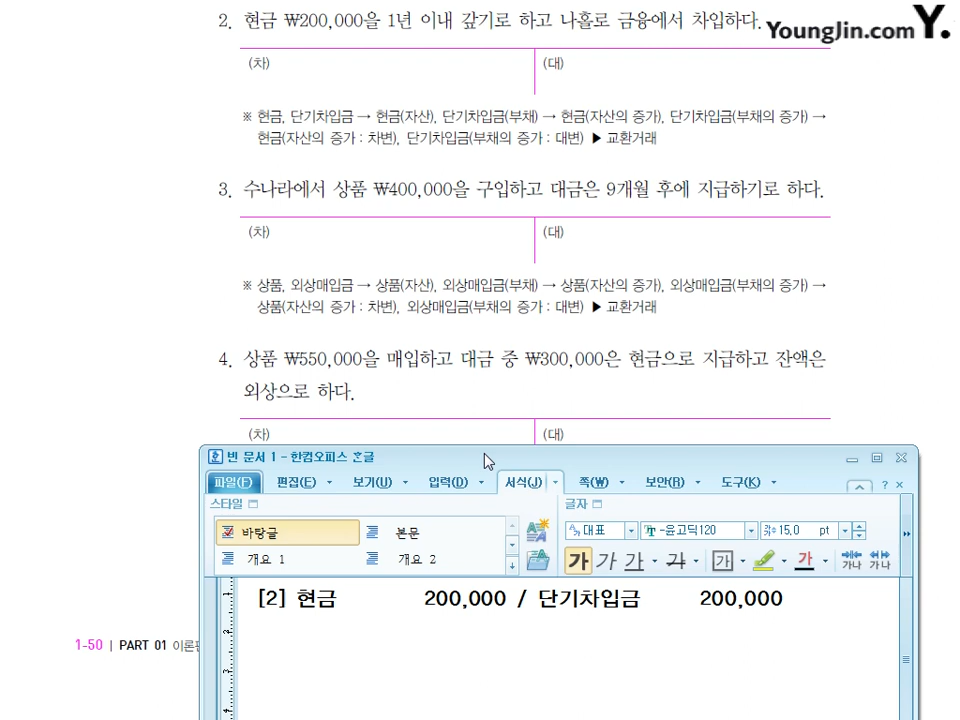 2. 현금 ₩200,000을 1년 이내 갚기로 하고 나홀로 금융에서 차입하다.
YoungJin.com Y.
(차) (대)
※ 현금, 단기차입금 → 현금(자산), 단기차입금(부채) → 현금(자산의 증가), 단기차입금(부채의 증가) →
현금(자산의 증가 : 차변), 단기차입금(부채의 증가 : 대변) ▶ 교환거래
3. 수나라에서 상품 ₩400,000을 구입하고 대금은 9개월 후에 지급하기로 하다.
(차) (대)
※ 상품, 외상매입금 → 상품(자산), 외상매입금(부채) → 상품(자산의 증가), 외상매입금(부채의 증가) →
상품(자산의 증가 : 차변), 외상매입금(부채의 증가 : 대변) ▶ 교환거래
4. 상품 ₩550,000을 매입하고 대금 중 ₩300,000은 현금으로 지급하고 잔액은
외상으로 하다.
(차) (대)
빈 문서 1 - 한컴오피스 흔글
파일(F) 편집(E) 보기(U) 입력(D) 서식(J) 쪽(W) 보안(R) 도구(K) ? ×
스타일 글자
바탕글 본문 대표 -윤고딕120 15.0 pt
개요 1 개요 2 가 가 가 가 가 가 가나 가나
[2] 현금 200,000 / 단기차입금 200,000
1-50 | PART 01 이론편